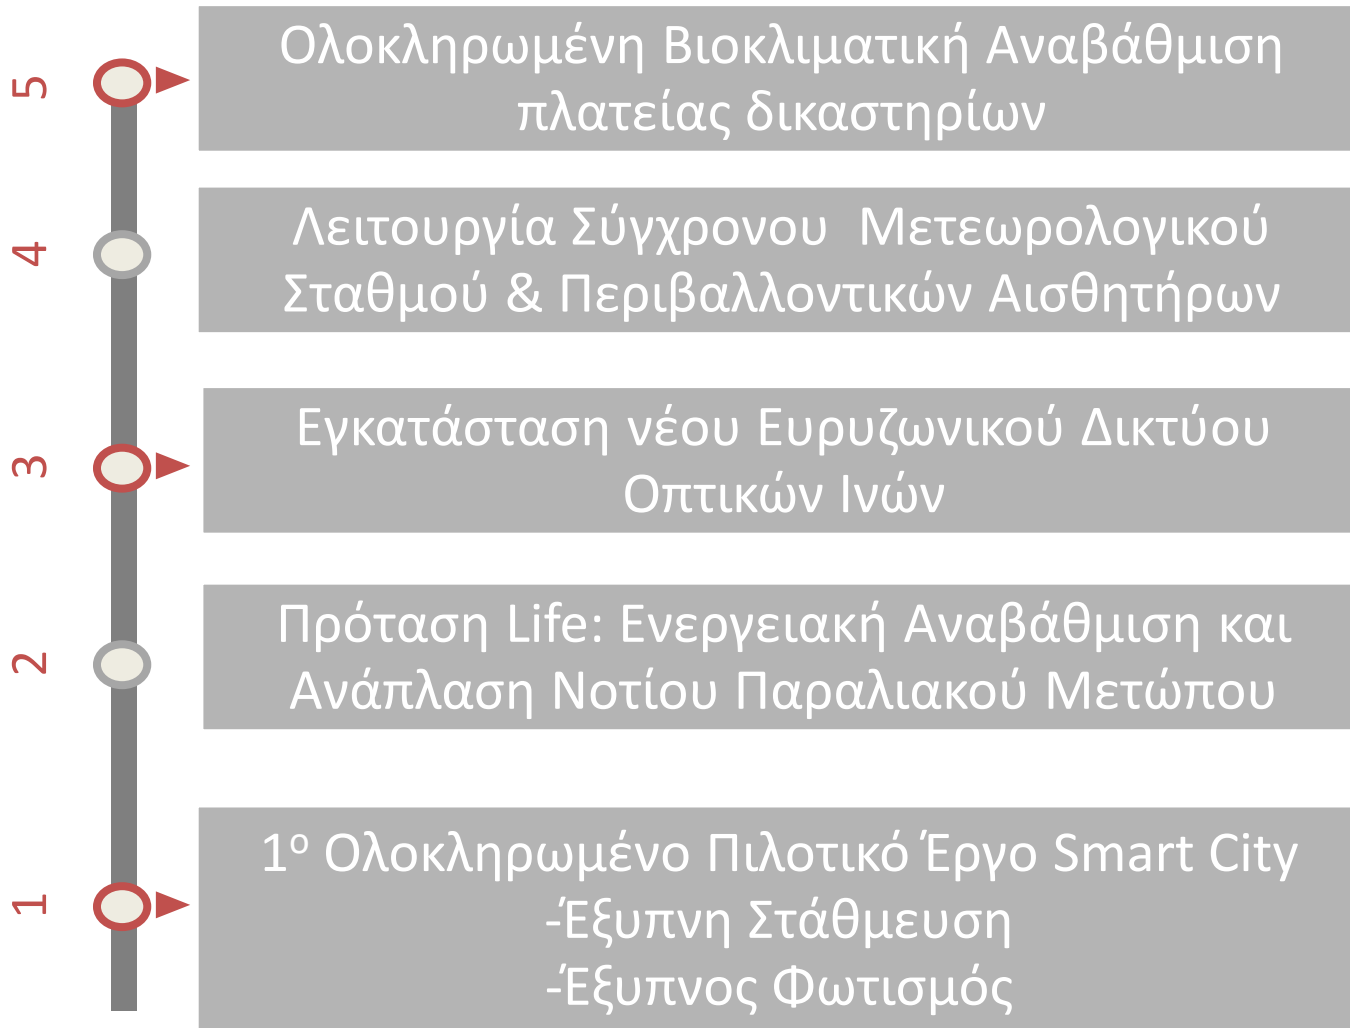 5
Ολοκληρωμένη Βιοκλιματική Αναβάθμιση
πλατείας δικαστηρίων
4
Λειτουργία Σύγχρονου Μετεωρολογικού
Σταθμού & Περιβαλλοντικών Αισθητήρων
3
Εγκατάσταση νέου Ευρυζωνικού Δικτύου
Οπτικών Ινών
2
Πρόταση Life: Ενεργειακή Αναβάθμιση και
Ανάπλαση Νοτίου Παραλιακού Μετώπου
1
1ο Ολοκληρωμένο Πιλοτικό Έργο Smart City
-Έξυπνη Στάθμευση
-Έξυπνος Φωτισμός